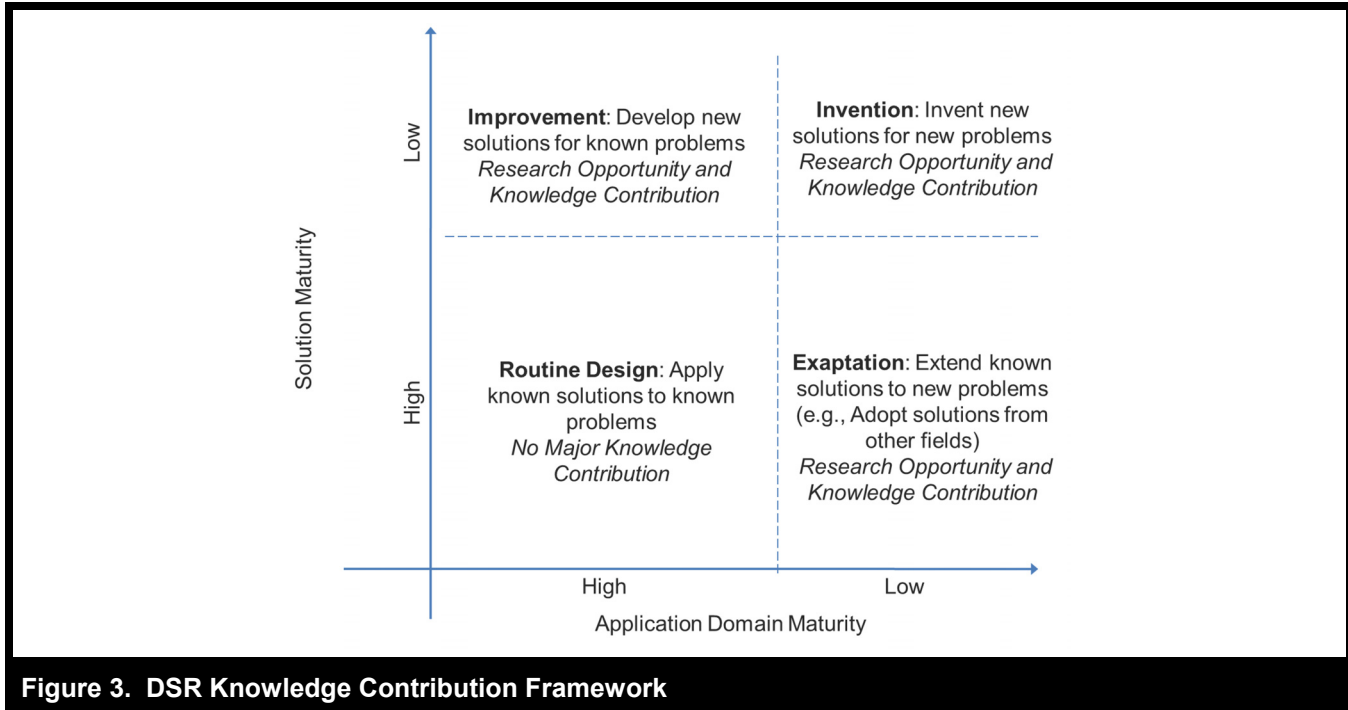 Improvement: Develop new
solutions for known problems
Research Opportunity and
Knowledge Contribution
Invention: Invent new
solutions for new problems
Research Opportunity and
Knowledge Contribution
Low
Solution Maturity
High
Routine Design: Apply
known solutions to known
problems
No Major Knowledge
Contribution
Exaptation: Extend known
solutions to new problems
(e.g., Adopt solutions from
other fields)
Research Opportunity and
Knowledge Contribution
High
Low
Application Domain Maturity
Figure 3. DSR Knowledge Contribution Framework